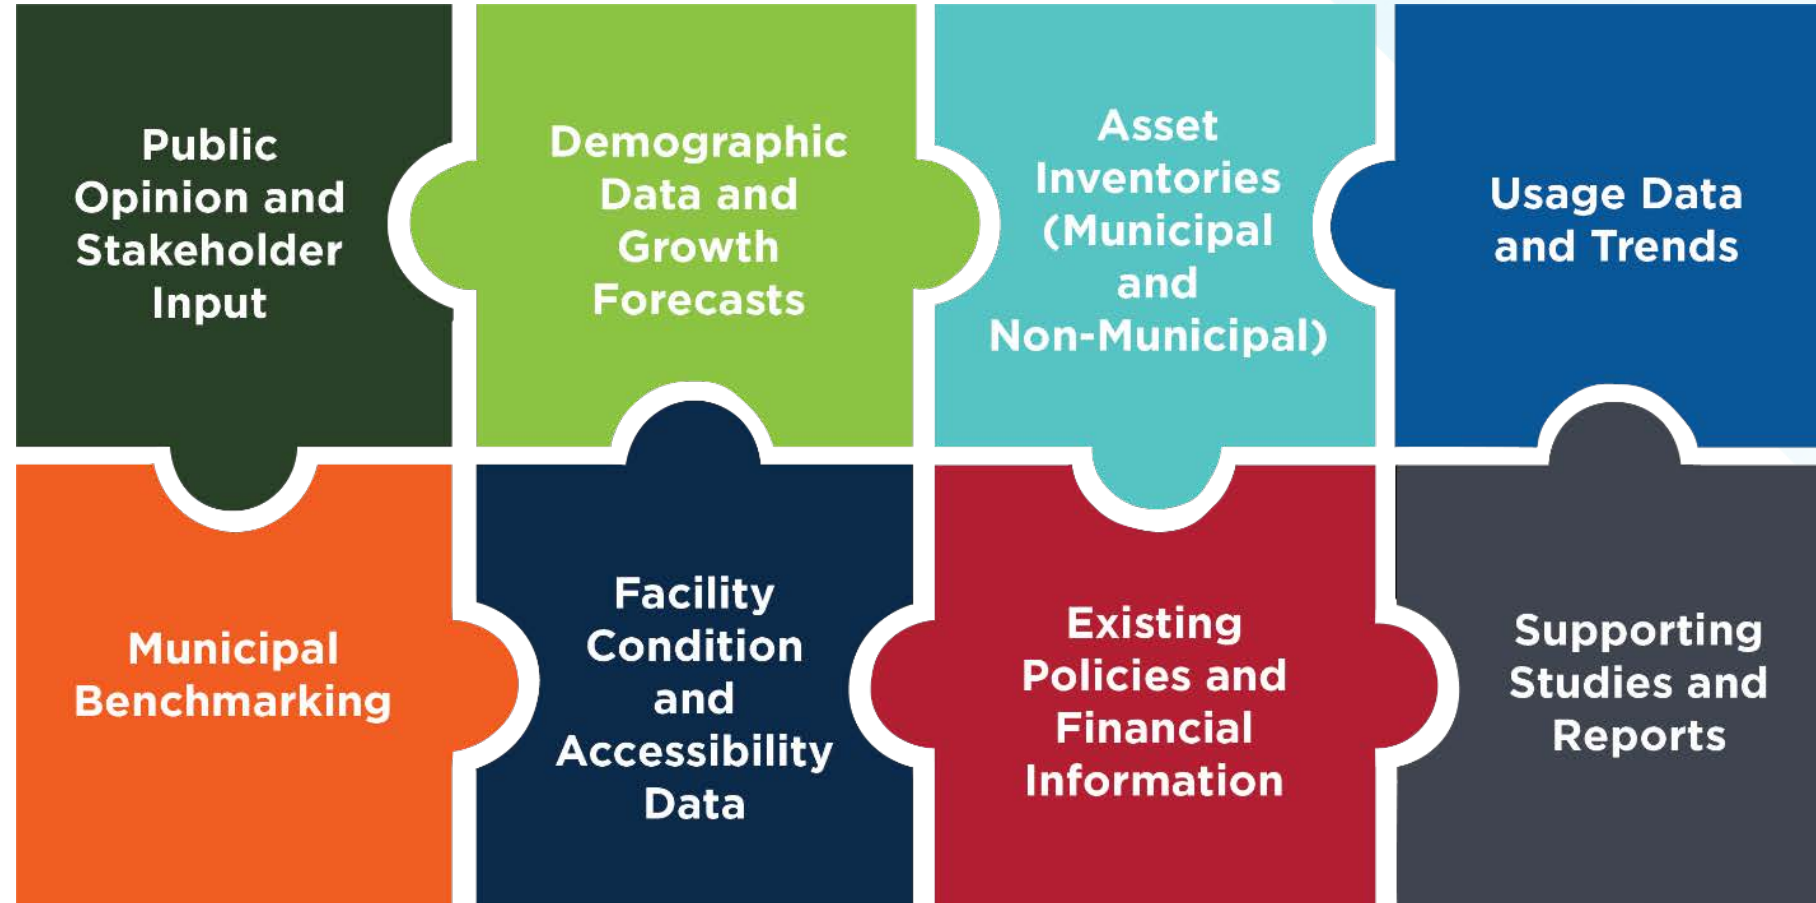 Public
Opinion and
Stakeholder
Input
Demographic
Data and
Growth
Forecasts
Asset
Inventories
(Municipal
and
Non-Municipal)
Usage Data
and Trends
Municipal
Benchmarking
Facility
Condition
and
Accessibility
Data
Existing
Policies and
Financial
Information
Supporting
Studies and
Reports